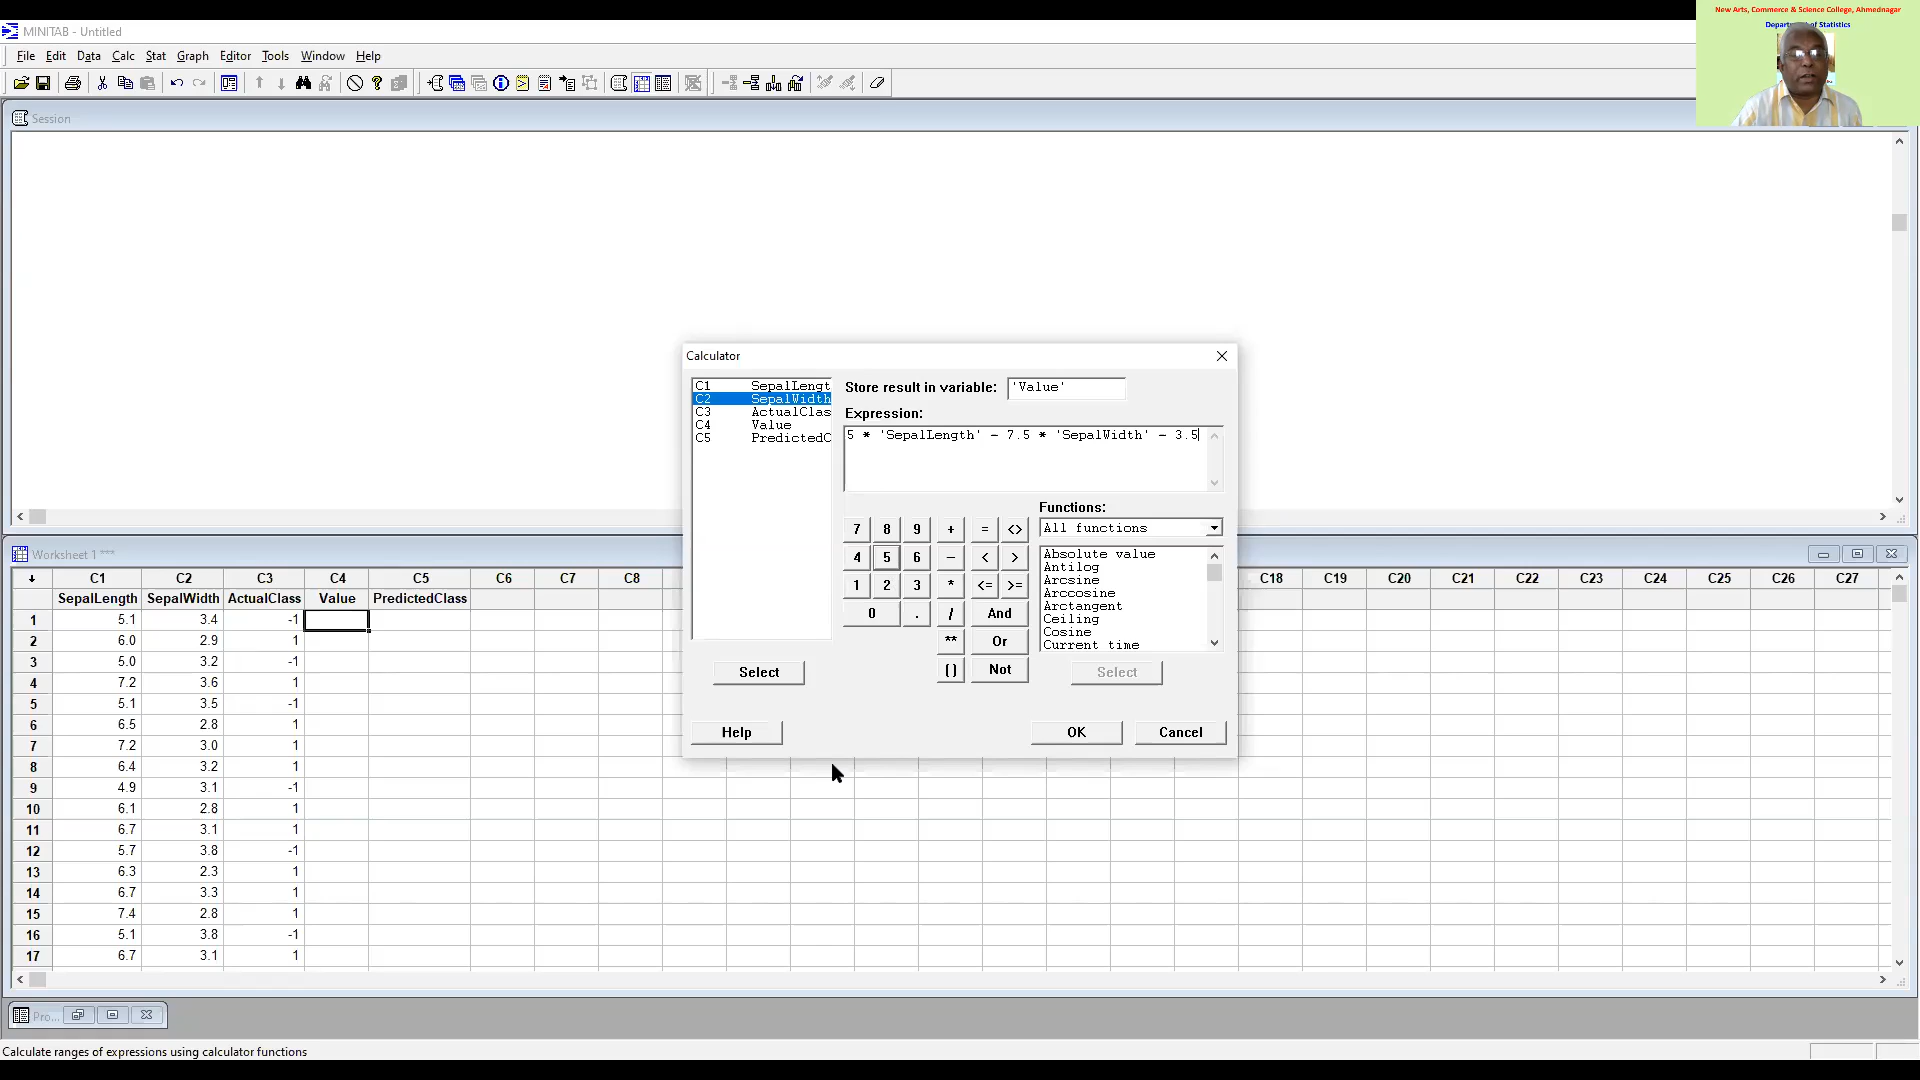 MINITAB - Untitled
New Arts, Commerce & Science College, Ahmednagar
of Statistics
File Edit Data Calc Stat Graph Editor Tools Window Help
Session
Calculator
C1 SepalLengt
C2 SepalWidth
C3 ActualClas
C4 Value
C5 PredictedC
Store result in variable: 'Value'
Expression:
5 * 'SepalLength' - 7.5 * 'SepalWidth' - 3.5
Functions:
All functions
7 8 9 + = <>
4 5 6 - < >
1 2 3 * <= >=
0 . / And
** Or
() Not
Absolute value
Antilog
Arcsine
Arccosine
Arctangent
Ceiling
Cosine
Current time
Select Select
Help OK Cancel
Worksheet 1 ***
C1 C2 C3 C4 C5 C6 C7 C8 C18 C19 C20 C21 C22 C23 C24 C25 C26 C27
SepalLength SepalWidth ActualClass Value PredictedClass
1 5.1 3.4 -1
2 6.0 2.9 1
3 5.0 3.2 -1
4 7.2 3.6 1
5 5.1 3.5 -1
6 6.5 2.8 1
7 7.2 3.0 1
8 6.4 3.2 1
9 4.9 3.1 -1
10 6.1 2.8 1
11 6.7 3.1 1
12 5.7 3.8 -1
13 6.3 2.3 1
14 6.7 3.3 1
15 7.4 2.8 1
16 5.1 3.8 -1
17 6.7 3.1 1
Pro...
Calculate ranges of expressions using calculator functions